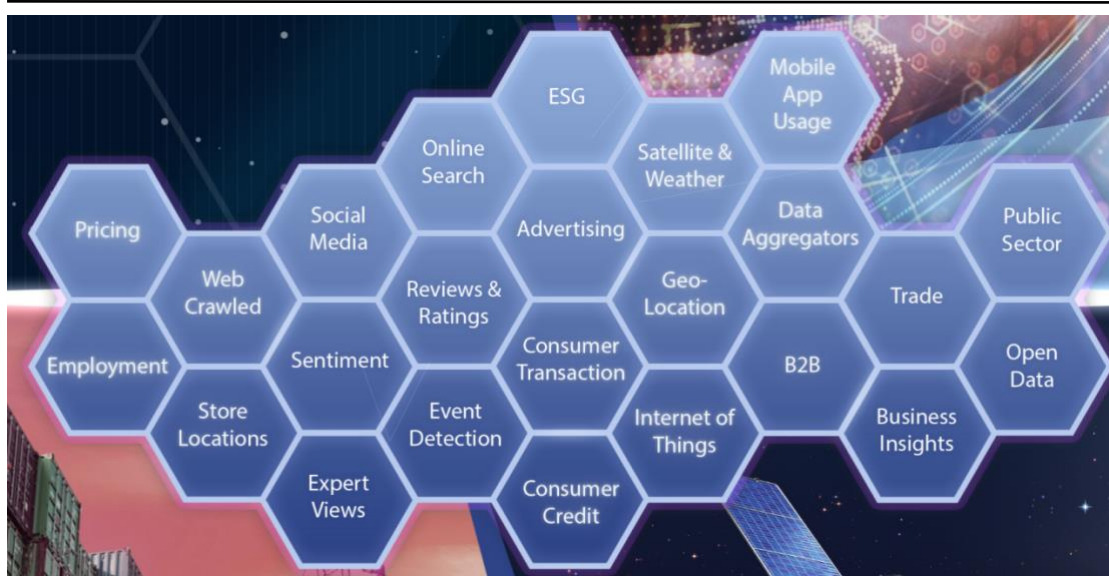 ESG
Mobile
App
Usage
Online
Search
Satellite &
Weather
Pricing
Social
Media
Advertising
Data
Aggregators
Public
Sector
Web
Crawled
Reviews &
Ratings
Geo-
Location
Trade
Employment
Sentiment
Consumer
Transaction
B2B
Open
Data
Store
Locations
Event
Detection
Internet of
Things
Business
Insights
Expert
Views
Consumer
Credit